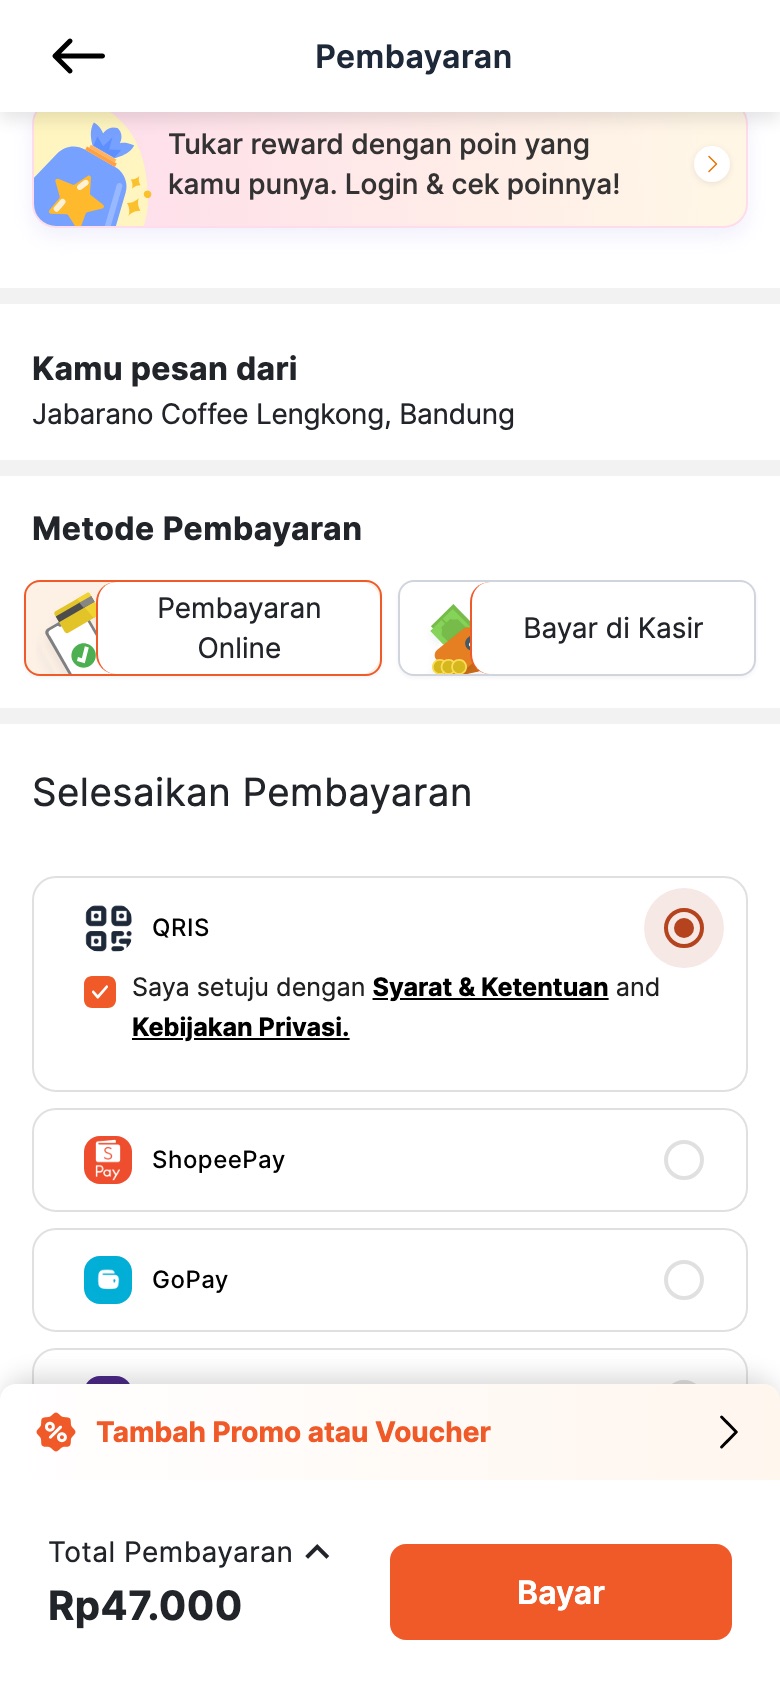 Pembayaran
Tukar reward dengan poin yang
kamu punya. Login & cek poinnya!
Kamu pesan dari
Jabarano Coffee Lengkong, Bandung
Metode Pembayaran
Pembayaran
Online
Bayar di Kasir
Selesaikan Pembayaran
QRIS
Saya setuju dengan Syarat & Ketentuan and
Kebijakan Privasi.
S
Pay
ShopeePay
GoPay
Tambah Promo atau Voucher
Total Pembayaran
Rp47.000
Bayar